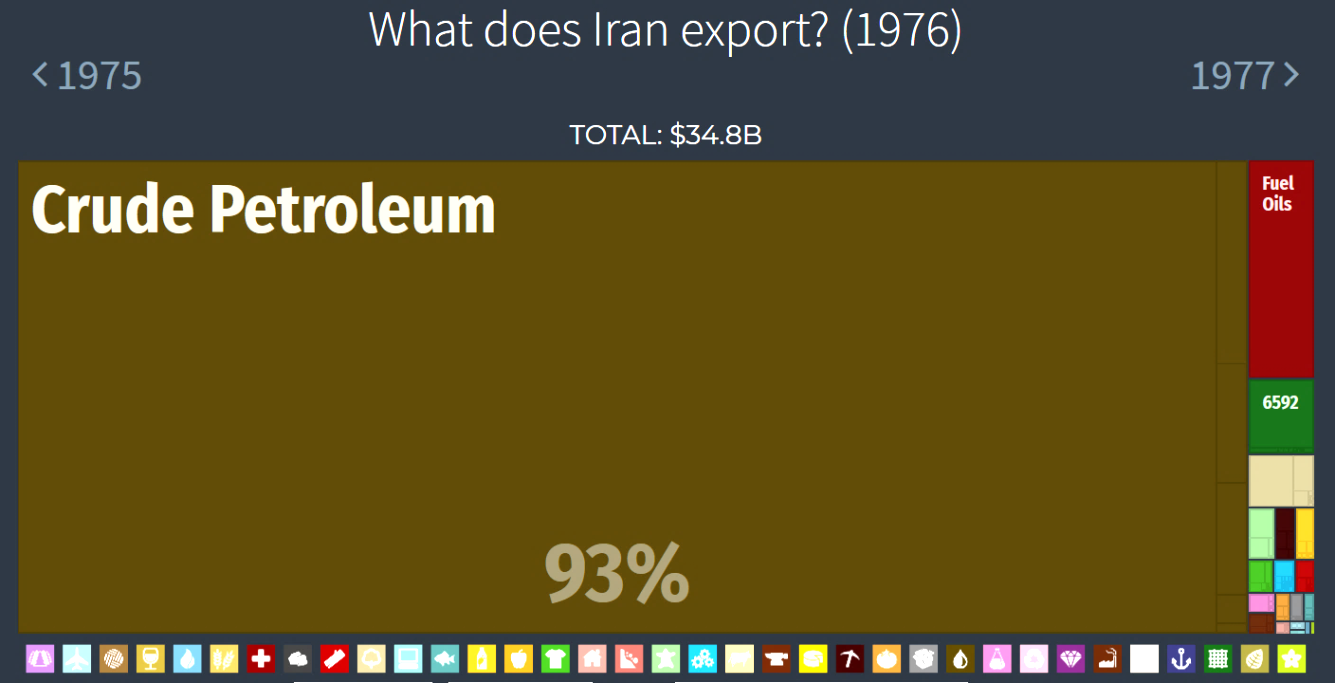 What does Iran export? (1976)
< 1975
1977 >
TOTAL: $34.8B
Crude Petroleum
Fuel
Oils
6592
93%